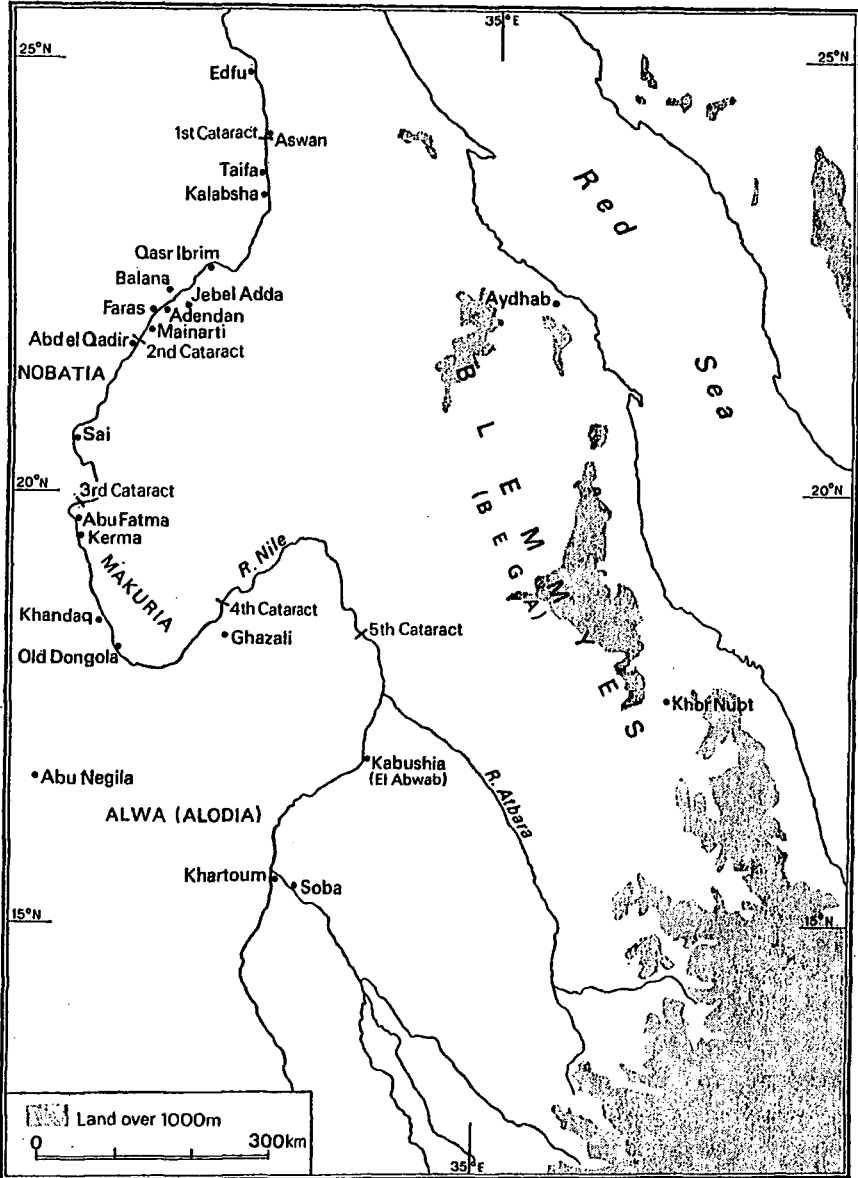 35°E
25°N
25°N
Edfu
1st Cataract
Aswan
Taifa
Kalabsha
Red Sea
Qasr Ibrim
Balana
Jebel Adda
Faras
Adendan
Mainarti
Abd el Qadir
2nd Cataract
NOBATIA
Aydhab
BLEMMYES
(BEGA)
Sai
20°N
20°N
3rd Cataract
Abu Fatma
Kerma
MAKURIA
R. Nile
4th Cataract
Khandaq
Ghazali
5th Cataract
Old Dongola
Khor Nubt
Kabushia
(El Abwab)
Abu Negila
R. Atbara
ALWA (ALODIA)
Khartoum
Soba
15°N
15°N
Land over 1000m
0 300km
35°E